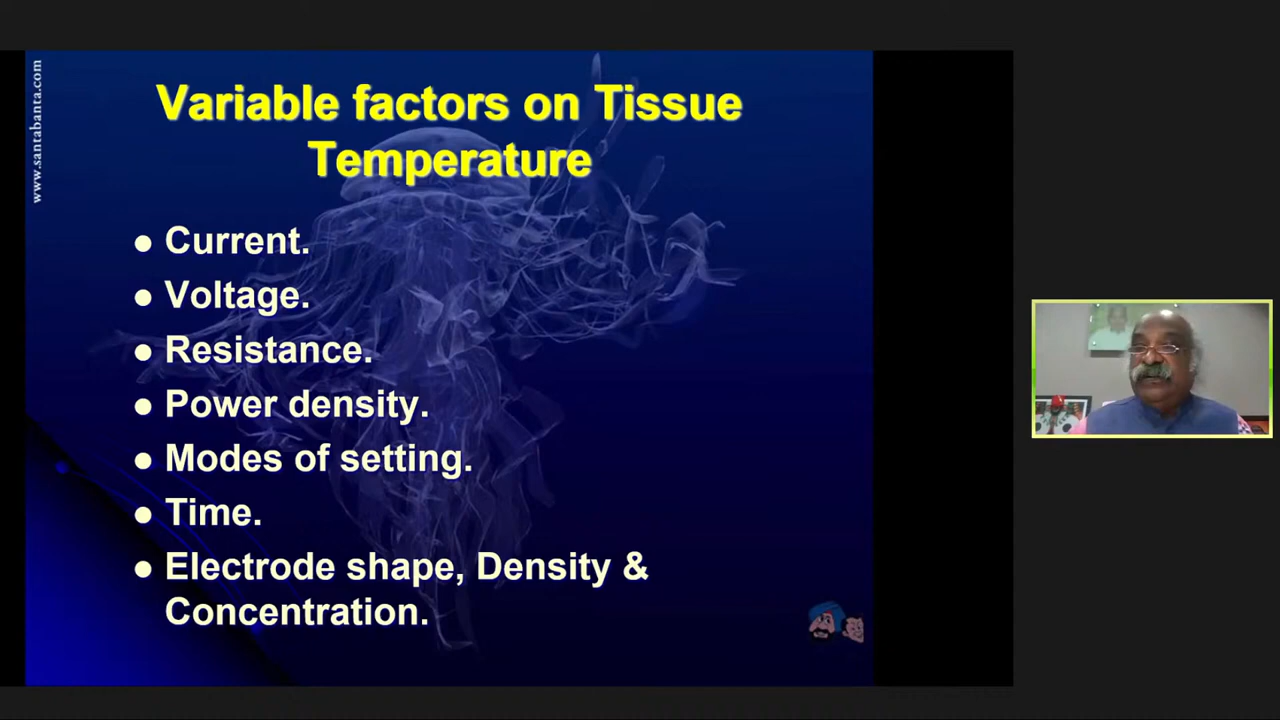 www.santabanta.com
Variable factors on Tissue
Temperature
Current.
Voltage.
Resistance.
Power density.
Modes of setting.
Time.
Electrode shape, Density &
Concentration.